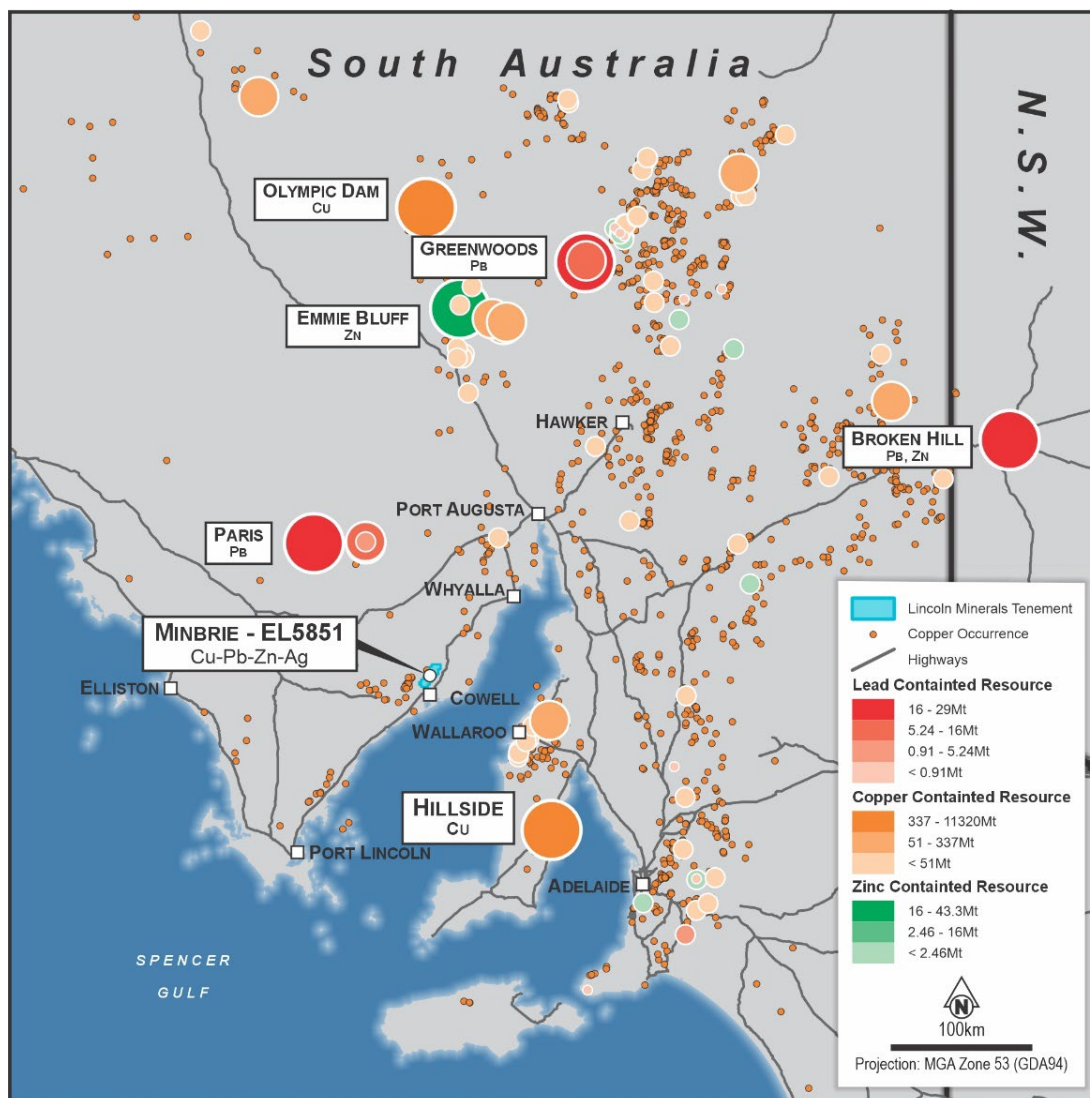 South Australia
N.S.W.
OLYMPIC DAM
CU
GREENWOODS
PB
EMMIE BLUFF
ZN
HAWKER
BROKEN HILL
PB, ZN
PORT AUGUSTA
PARIS
PB
WHYALLA
MINBRIE - EL5851
Cu-Pb-Zn-Ag
ELLISTON
COWELL
WALLAROO
HILLSIDE
CU
PORT LINCOLN
ADELAIDE
SPENCER
GULF
Lincoln Minerals Tenement
Copper Occurrence
Highways
Lead Containted Resource
16 - 29Mt
5.24 - 16Mt
0.91 - 5.24Mt
< 0.91Mt
Copper Containted Resource
337 - 11320Mt
51 - 337Mt
< 51Mt
Zinc Containted Resource
16 - 43.3Mt
2.46 - 16Mt
< 2.46Mt
N
100km
Projection: MGA Zone 53 (GDA94)